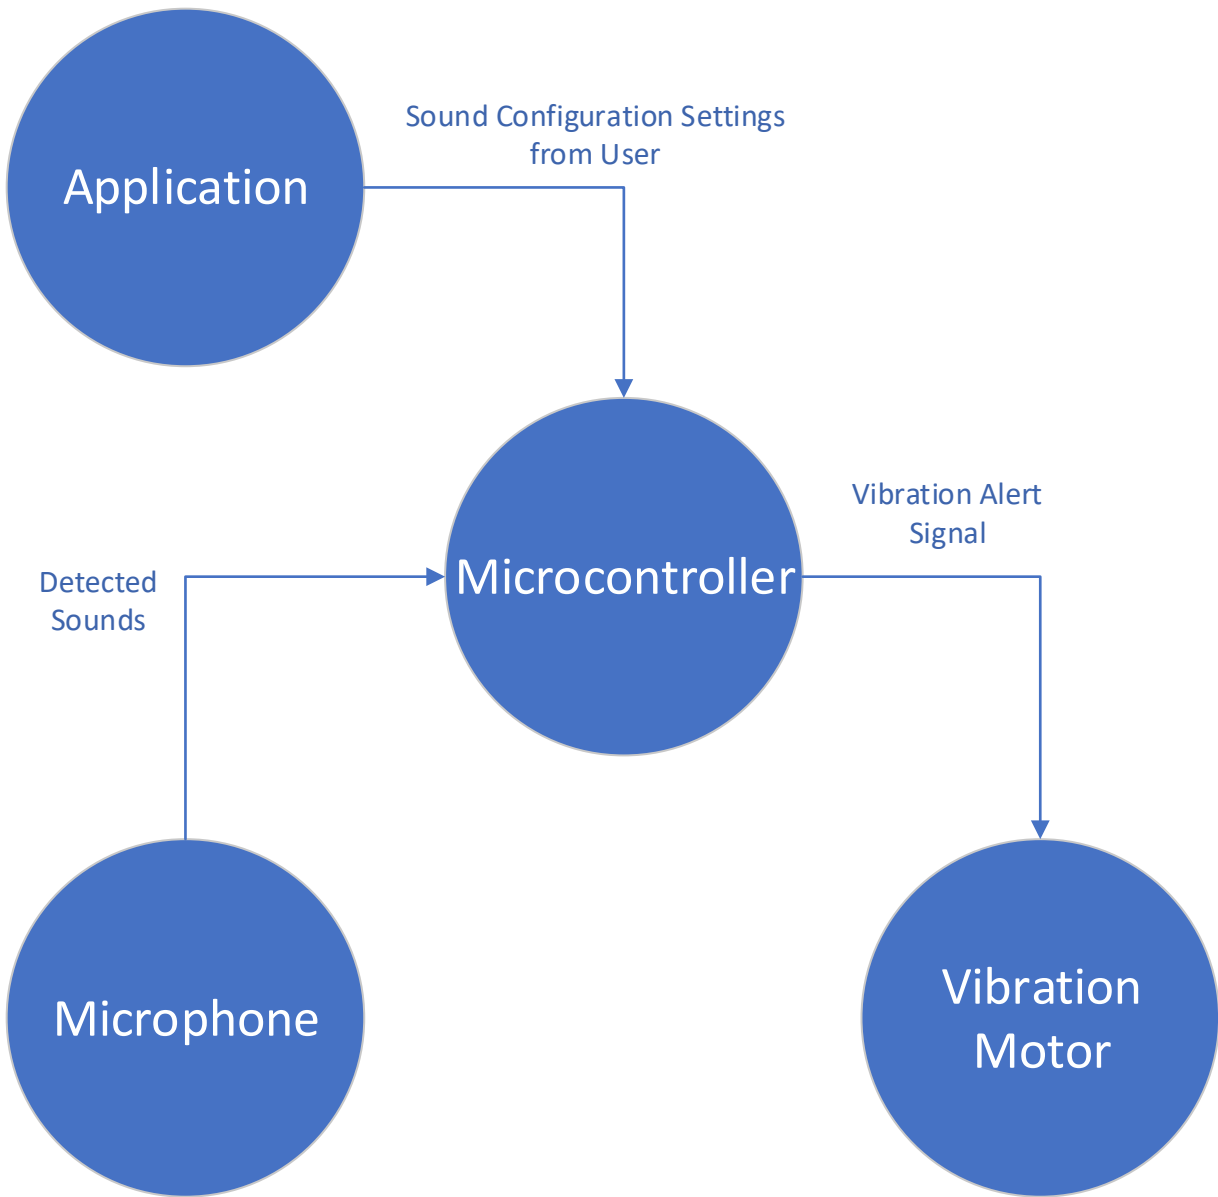 Sound Configuration Settings
from User
Application
Vibration Alert
Signal
Detected
Sounds
Microcontroller
Microphone
Vibration
Motor